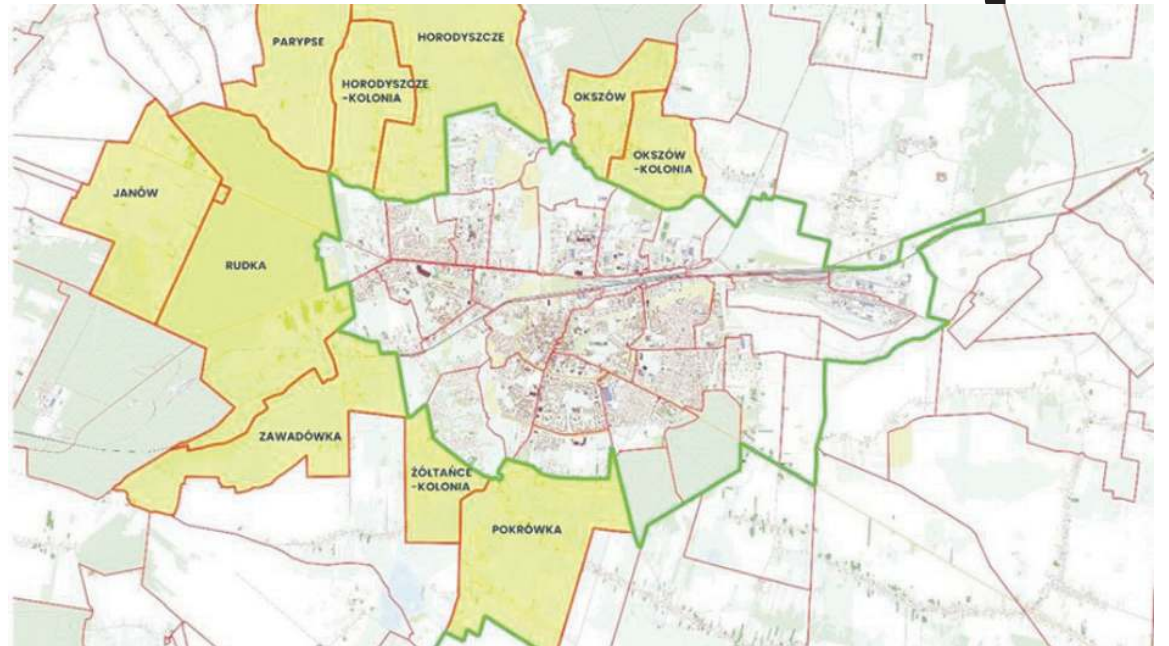 PARYPSE
HORODYSZCZE
HORODYSZCZE
-KOLONIA
OKSZÓW
OKSZÓW
-KOLONIA
JANÓW
RUDKA
ZAWADÓWKA
ŻÓŁTAŃCE
-KOLONIA
POKRÓWKA